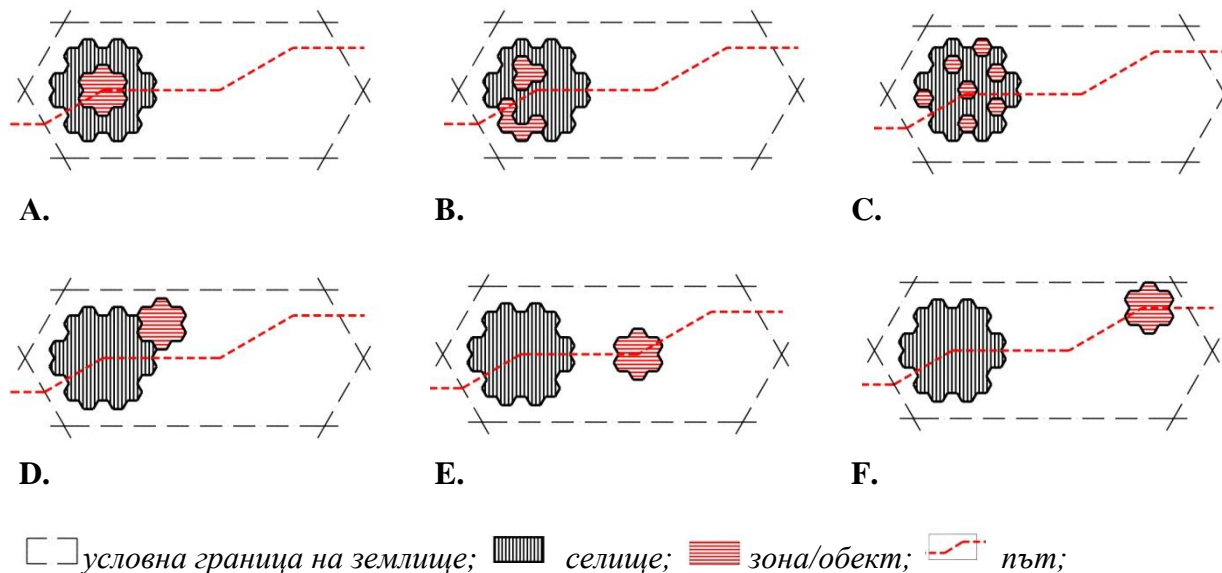 A. B. C.
D. E. F.
условна граница на землище; селище; зона/обект; път;